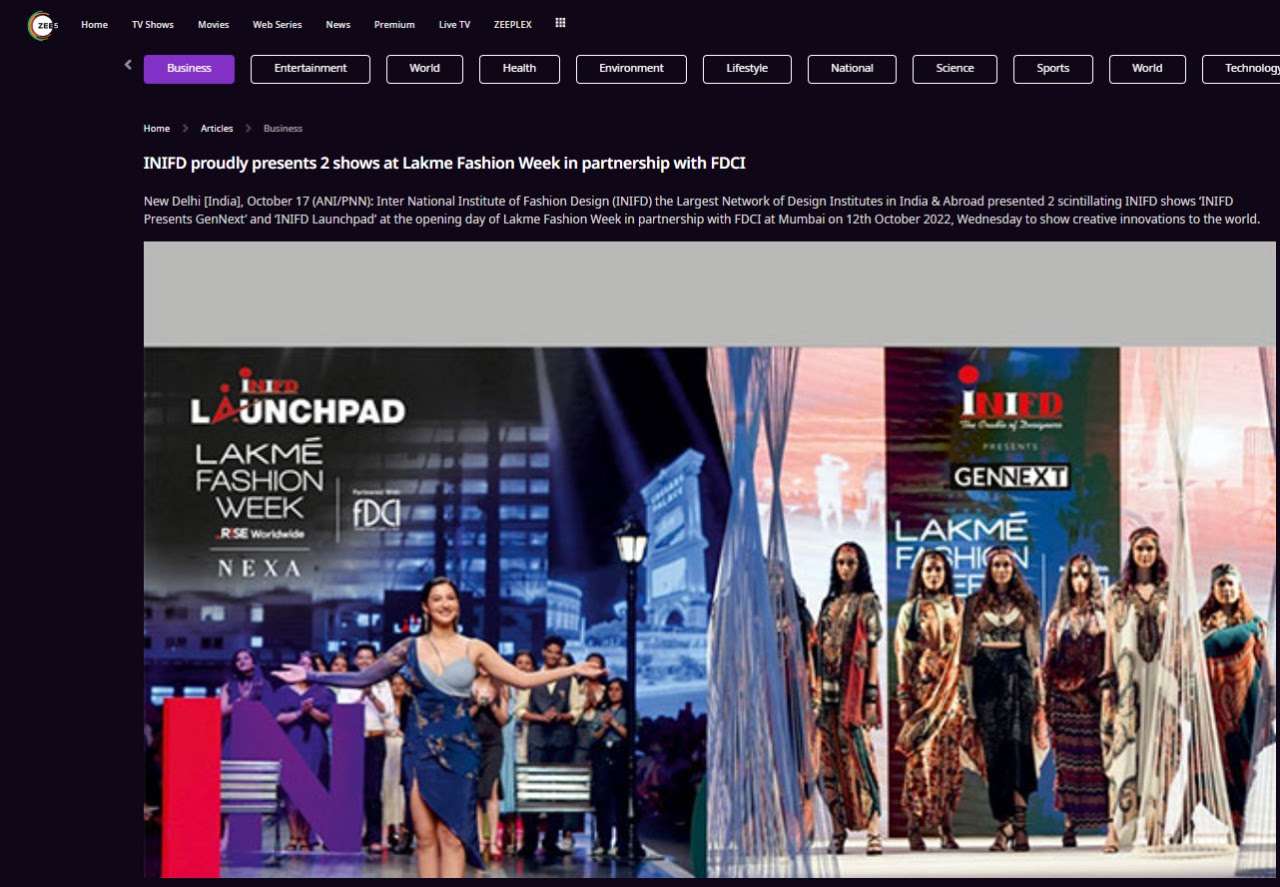 ZEE5 Home TV Shows Movies Web Series News Premium Live TV ZEEPLEX
Business Entertainment World Health Environment Lifestyle National Science Sports World Technology
Home Articles Business
INIFD proudly presents 2 shows at Lakme Fashion Week in partnership with FDCI
New Delhi [India], October 17 (ANI/PNN): Inter National Institute of Fashion Design (INIFD) the Largest Network of Design Institutes in India & Abroad presented 2 scintillating INIFD shows ‘INIFD
Presents GenNext’ and ‘INIFD Launchpad’ at the opening day of Lakme Fashion Week in partnership with FDCI at Mumbai on 12th October 2022, Wednesday to show creative innovations to the world.
INIFD
LAUNCHPAD
LAKMÉ
FASHION
WEEK
RISE Worldwide
NEXA
Partnered With
FDCI
IN
INIFD
The Cradle of Designers
PRESENTS
GENNEXT
LAKMÉ
FASHION